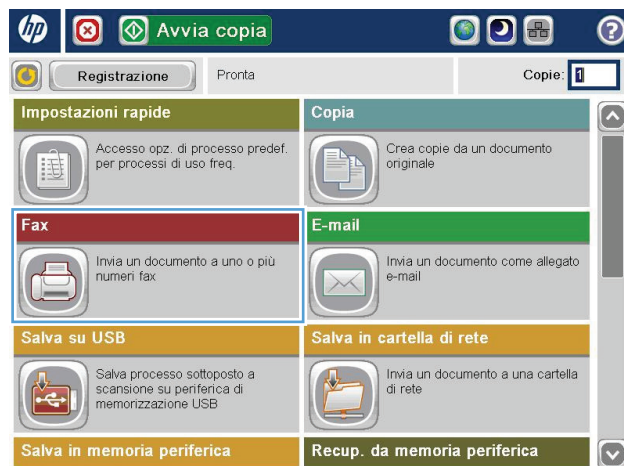 hp
Avvia copia
?
Registrazione
Pronta
Copie: 1
Impostazioni rapide
Accesso opz. di processo predef.
per processi di uso freq.
Copia
Crea copie da un documento
originale
Fax
Invia un documento a uno o più
numeri fax
E-mail
Invia un documento come allegato
e-mail
Salva su USB
Salva processo sottoposto a
scansione su periferica di
memorizzazione USB
Salva in cartella di rete
Invia un documento a una cartella
di rete
Salva in memoria periferica
Recup. da memoria periferica